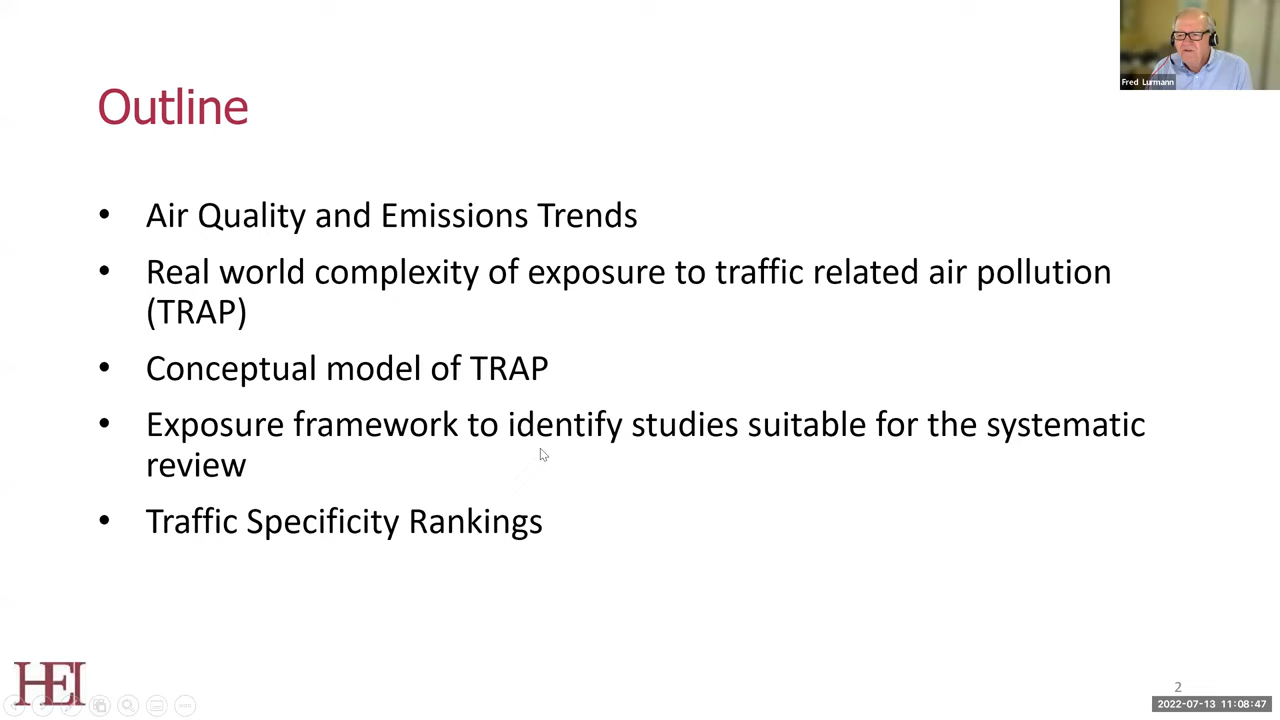 Fred Lurmann
Outline
• Air Quality and Emissions Trends
• Real world complexity of exposure to traffic related air pollution
(TRAP)
• Conceptual model of TRAP
• Exposure framework to identify studies suitable for the systematic
review
• Traffic Specificity Rankings
HEI
2
2022-07-13 11:08:47